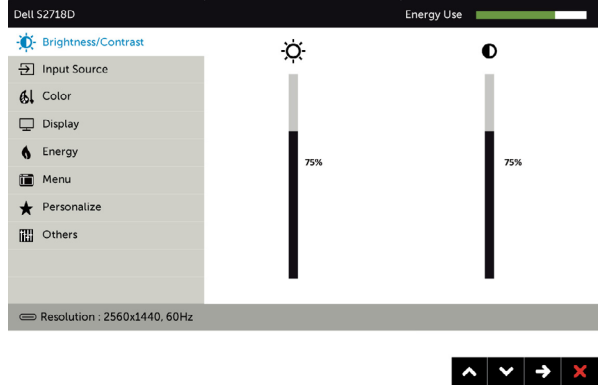 Dell S2718D
Energy Use
Brightness/Contrast
Input Source
Color
Display
Energy
Menu
Personalize
Others
75%
75%
Resolution : 2560x1440, 60Hz